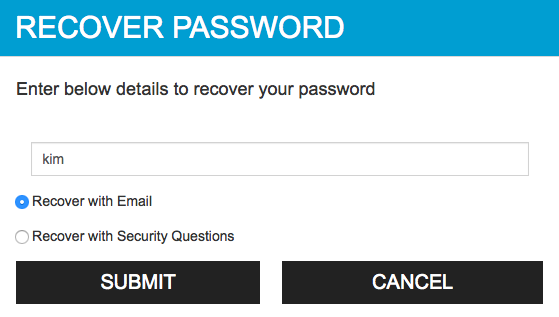 RECOVER PASSWORD
Enter below details to recover your password
kim
Recover with Email
Recover with Security Questions
SUBMIT CANCEL